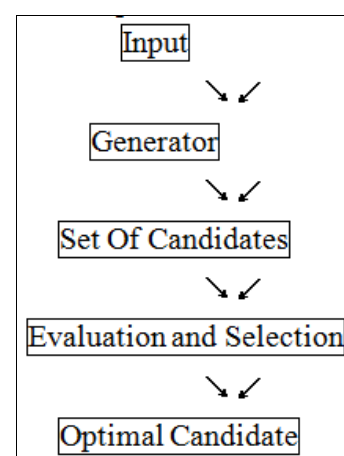 Input
Generator
Set Of Candidates
Evaluation and Selection
Optimal Candidate